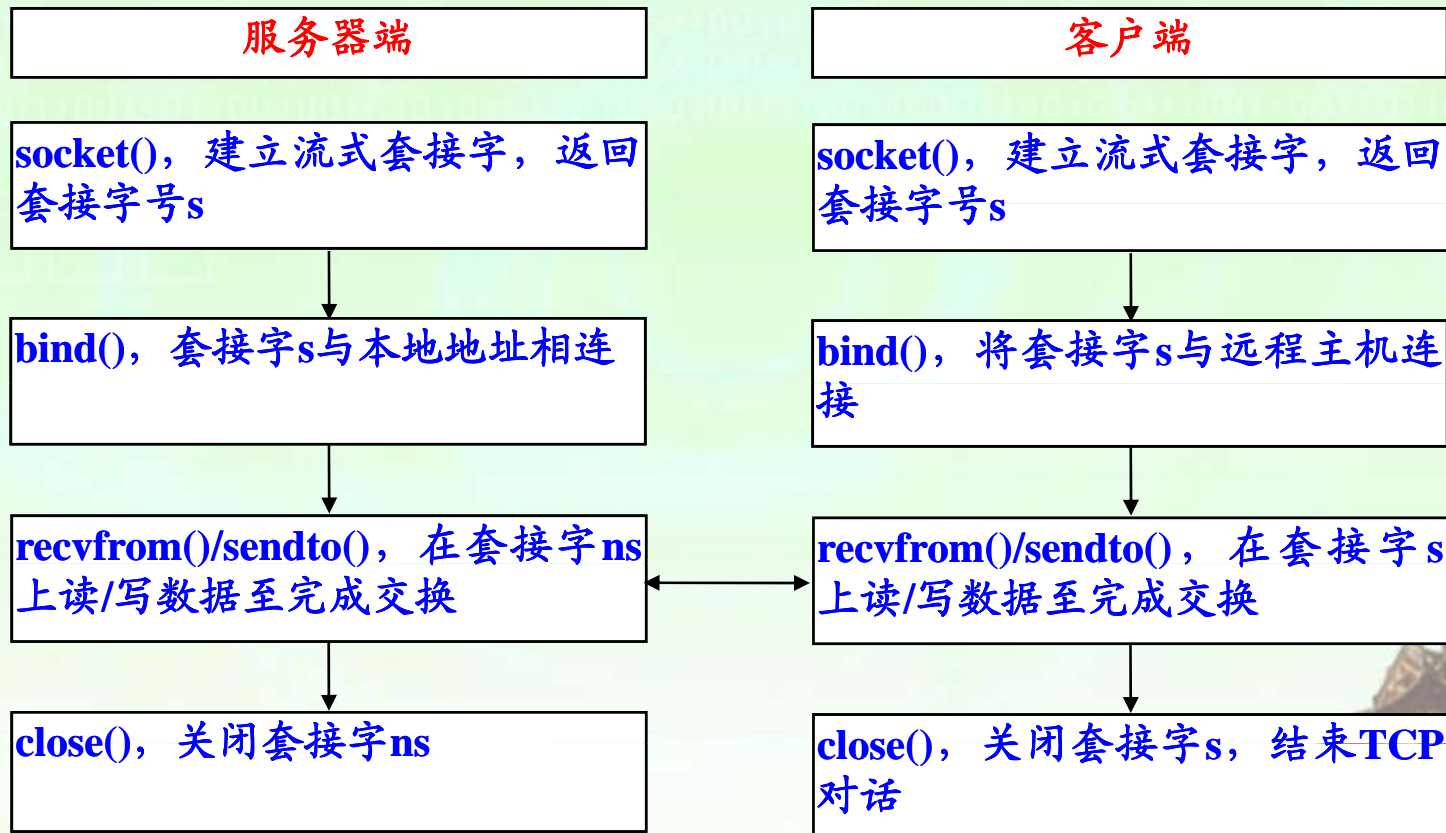 服务器端
客户端
socket()，建立流式套接字，返回
套接字号s
socket()，建立流式套接字，返回
套接字号s
bind()，套接字s与本地地址相连
bind()，将套接字s与远程主机连
接
recvfrom()/sendto()，在套接字ns
上读/写数据至完成交换
recvfrom()/sendto()，在套接字s
上读/写数据至完成交换
close()，关闭套接字ns
close()，关闭套接字s，结束TCP
对话